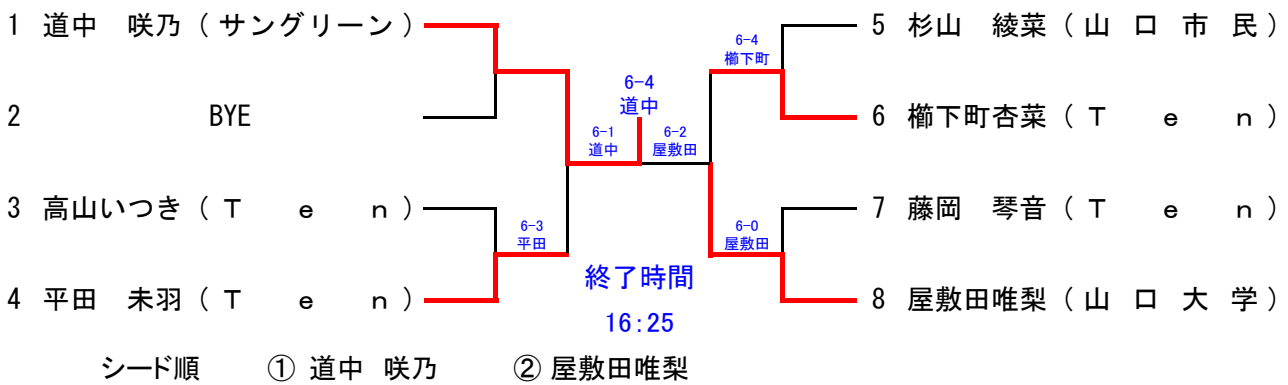 1 道中 咲乃 ( サングリーン )
5 杉山 綾菜 ( 山 口 市 民 )
6-4
櫛下町
6-4
道中
2 BYE
6 櫛下町杏菜 ( T e n )
6-1
道中
6-2
屋敷田
3 高山いつき ( T e n )
7 藤岡 琴音 ( T e n )
6-3
平田
6-0
屋敷田
終了時間
4 平田 未羽 ( T e n )
8 屋敷田唯梨 ( 山 口 大 学 )
16:25
シード順 ① 道中 咲乃 ② 屋敷田唯梨